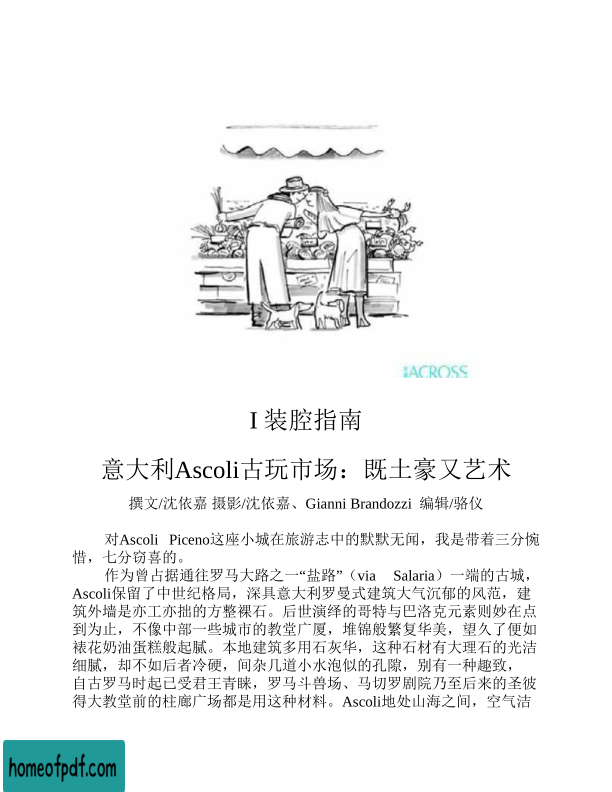 ACROSS
I 装腔指南
意大利Ascoli古玩市场：既土豪又艺术
撰文/沈依嘉 摄影/沈依嘉、Gianni Brandozzi 编辑/骆仪
对Ascoli Piceno这座小城在旅游志中的默默无闻，我是带着三分惋
惜，七分窃喜的。
作为曾占据通往罗马大路之一“盐路”（via Salaria）一端的古城，
Ascoli保留了中世纪格局，深具意大利罗曼式建筑大气沉郁的风范，建
筑外墙是亦工亦拙的方整裸石。后世演绎的哥特与巴洛克元素则妙在点
到为止，不像中部一些城市的教堂广厦，堆锦般繁复华美，望久了便如
裱花奶油蛋糕般起腻。本地建筑多用石灰华，这种石材有大理石的光洁
细腻，却不如后者冷硬，间杂几道小水泡似的孔隙，别有一种趣致，
自古罗马时起已受君王青睐，罗马斗兽场、马切罗剧院乃至后来的圣彼
得大教堂前的柱廊广场都是用这种材料。Ascoli地处山海之间，空气洁
homeofpdf.com